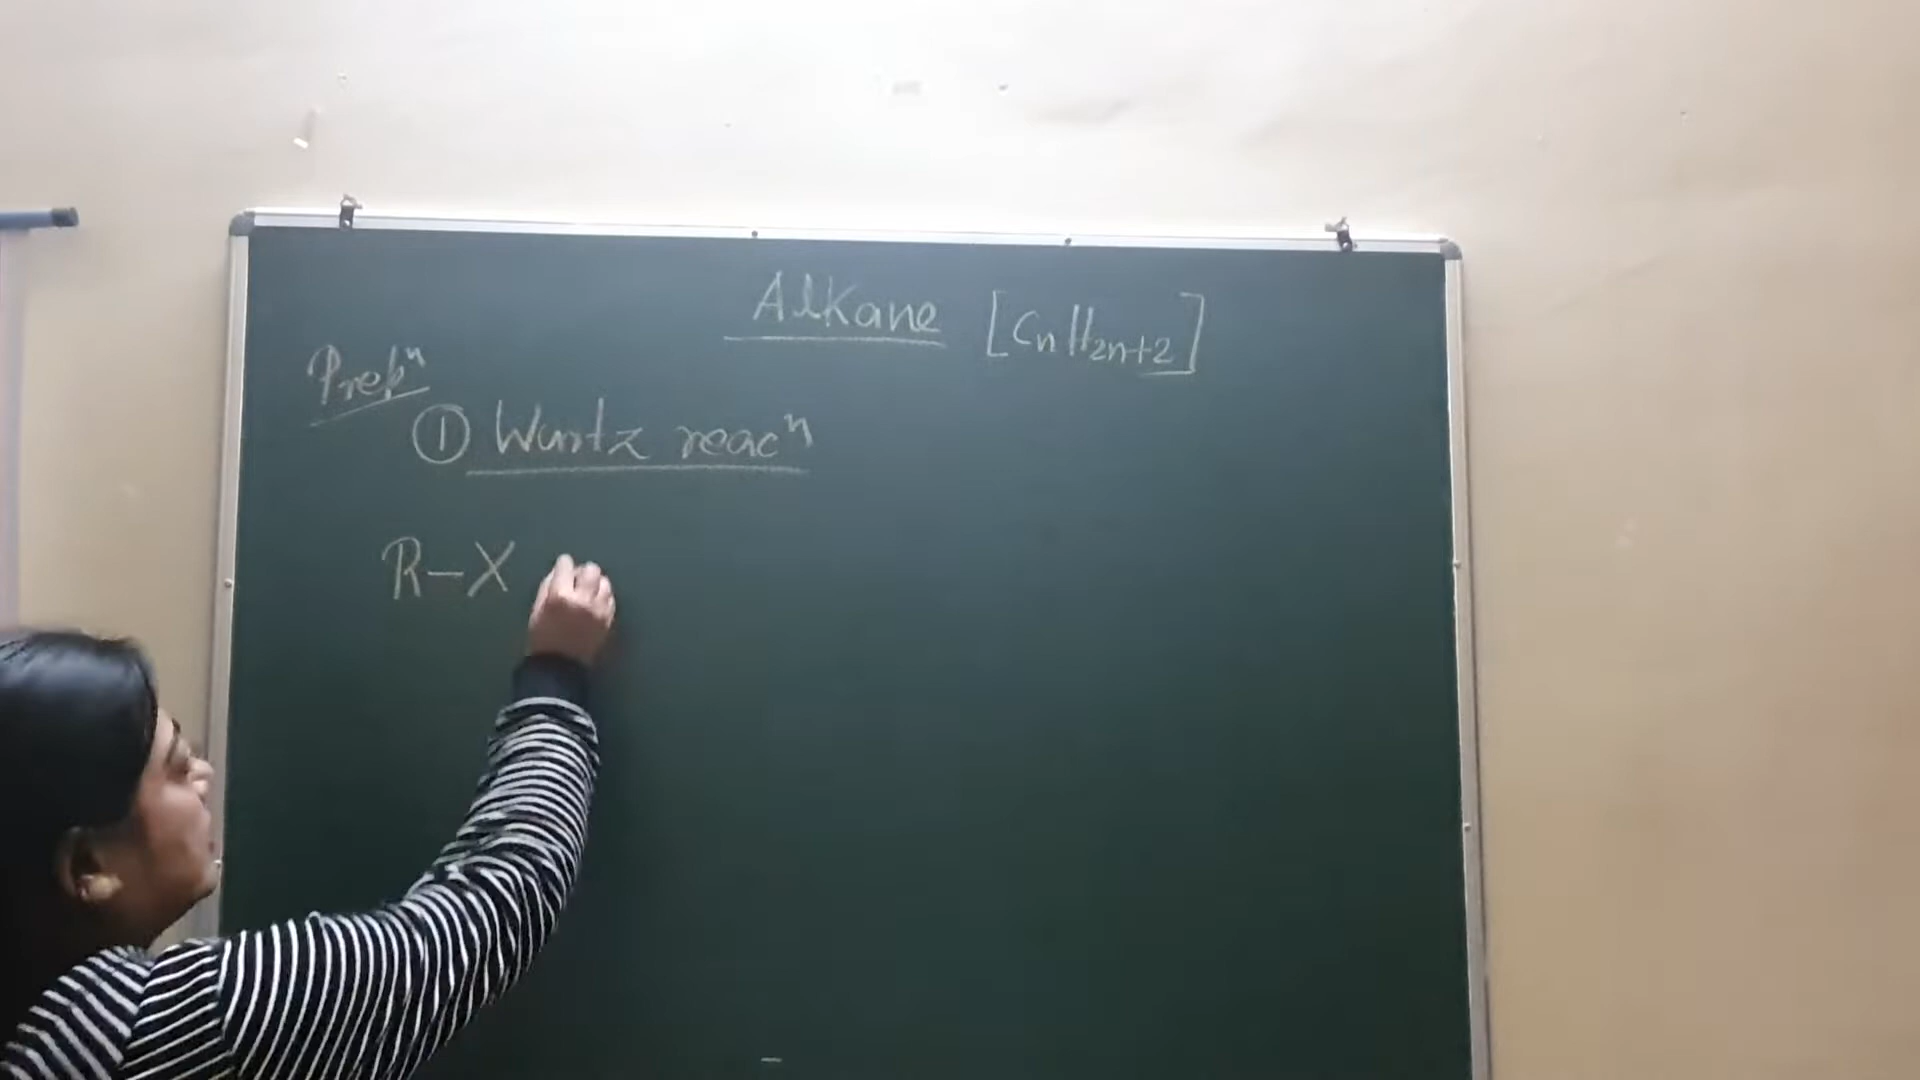 Alkane [CnH2n+2]
Prepⁿ
① Wurtz reacⁿ
R-X